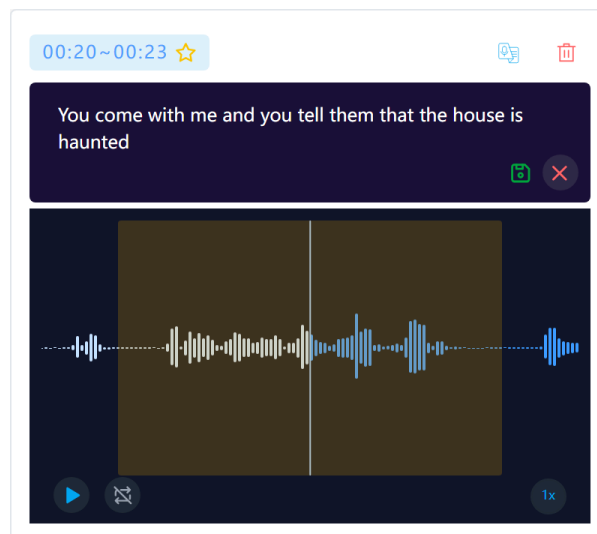 00:20~00:23
You come with me and you tell them that the house is
haunted
1x